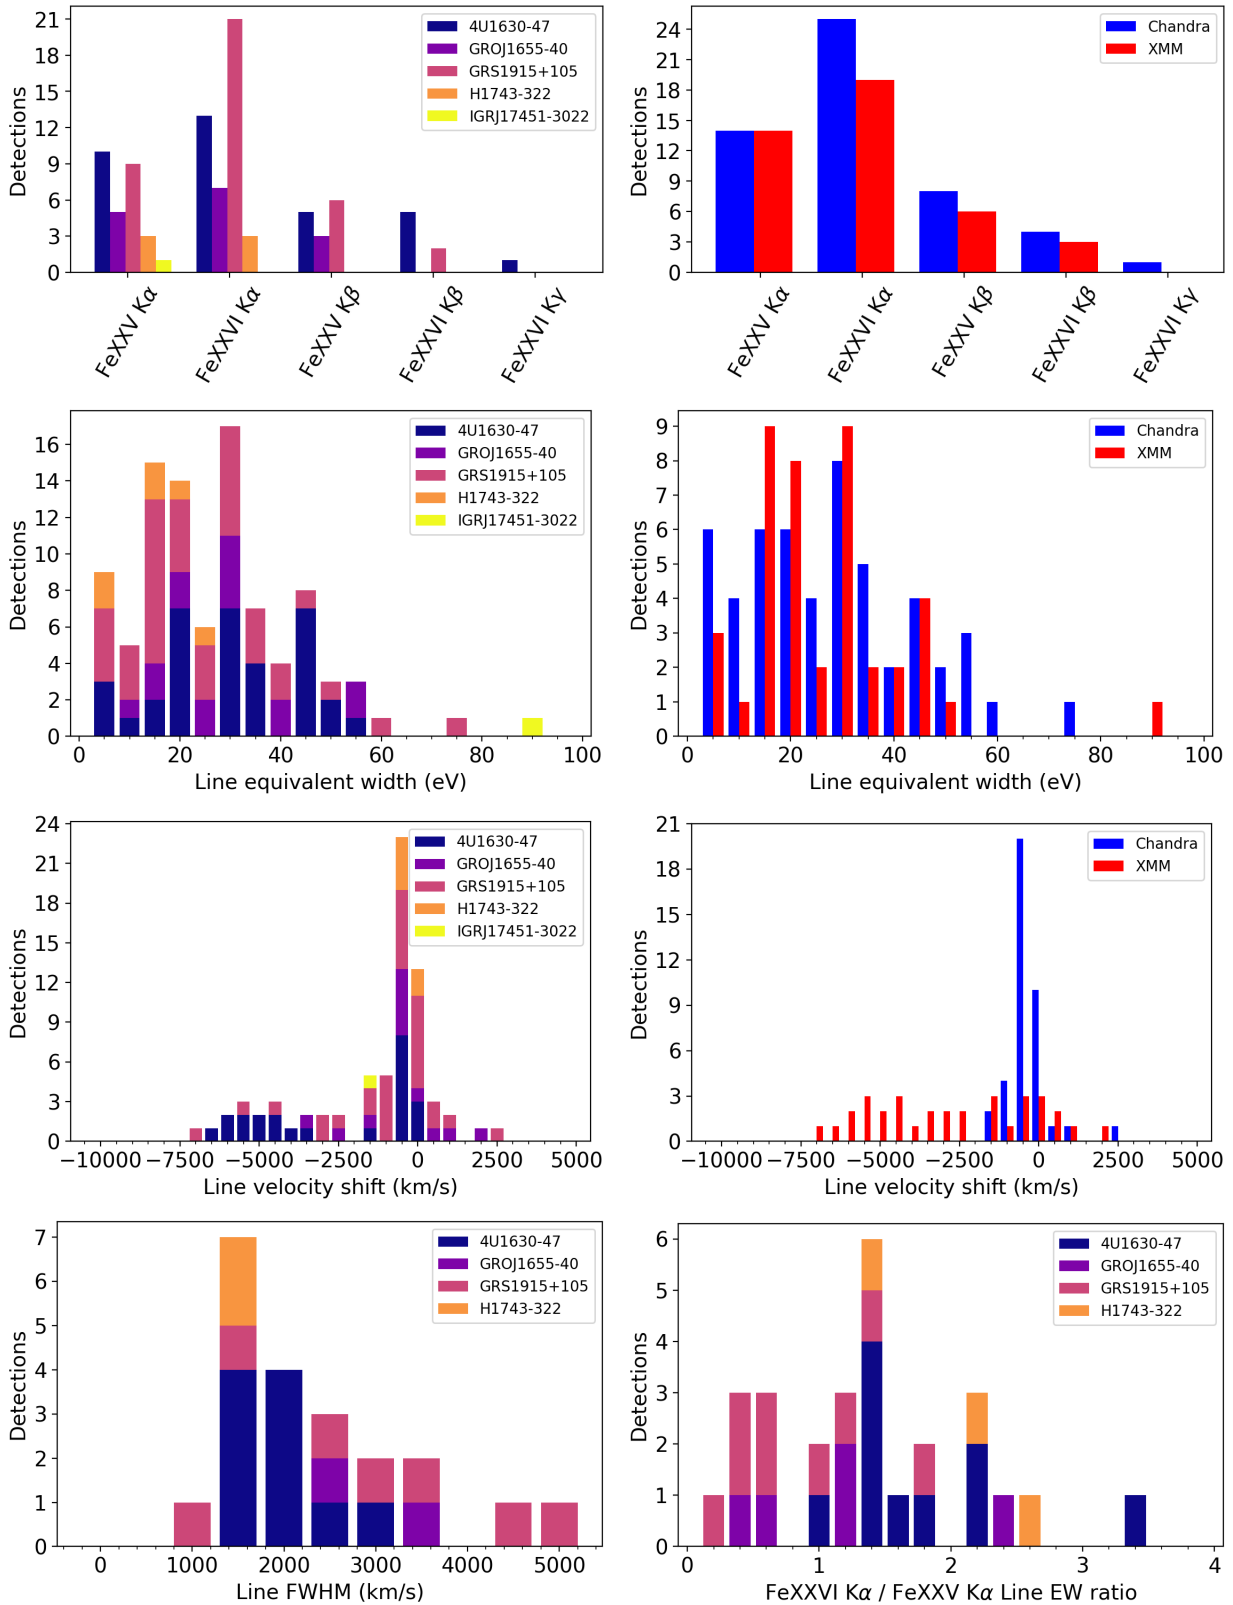 21
18
15
12
9
6
3
0
Detections
4U1630-47
GROJ1655-40
GRS1915+105
H1743-322
IGRJ17451-3022
FeXXV Kα
FeXXVI Kα
FeXXV Kβ
FeXXVI Kβ
FeXXVI Kγ
24
21
18
15
12
9
6
3
0
Detections
Chandra
XMM
FeXXV Kα
FeXXVI Kα
FeXXV Kβ
FeXXVI Kβ
FeXXVI Kγ
16
14
12
10
8
6
4
2
0
Detections
4U1630-47
GROJ1655-40
GRS1915+105
H1743-322
IGRJ17451-3022
0 20 40 60 80 100
Line equivalent width (eV)
9
8
7
6
5
4
3
2
1
0
Detections
Chandra
XMM
0 20 40 60 80 100
Line equivalent width (eV)
24
21
18
15
12
9
6
3
0
Detections
4U1630-47
GROJ1655-40
GRS1915+105
H1743-322
IGRJ17451-3022
−10000 −7500 −5000 −2500 0 2500 5000
Line velocity shift (km/s)
21
18
15
12
9
6
3
0
Detections
Chandra
XMM
−10000 −7500 −5000 −2500 0 2500 5000
Line velocity shift (km/s)
7
6
5
4
3
2
1
0
Detections
4U1630-47
GROJ1655-40
GRS1915+105
H1743-322
0 1000 2000 3000 4000 5000
Line FWHM (km/s)
6
5
4
3
2
1
0
Detections
4U1630-47
GROJ1655-40
GRS1915+105
H1743-322
0 1 2 3 4
FeXXVI Kα / FeXXV Kα Line EW ratio